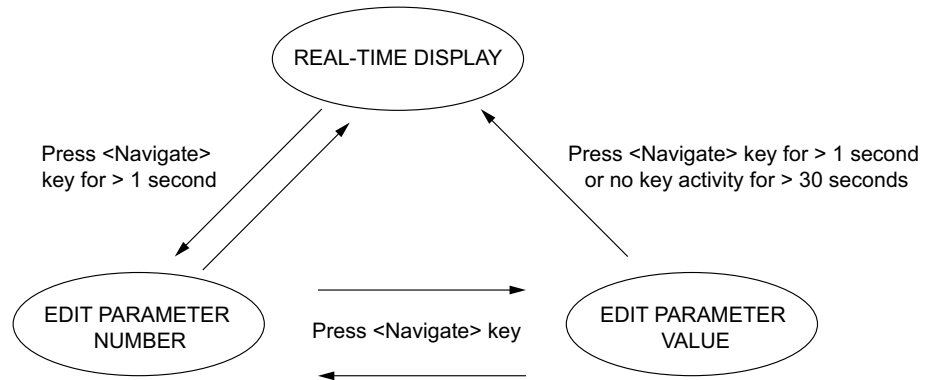 REAL-TIME DISPLAY
Press <Navigate>
key for > 1 second
Press <Navigate> key for > 1 second
or no key activity for > 30 seconds
EDIT PARAMETER
NUMBER
Press <Navigate> key
EDIT PARAMETER
VALUE